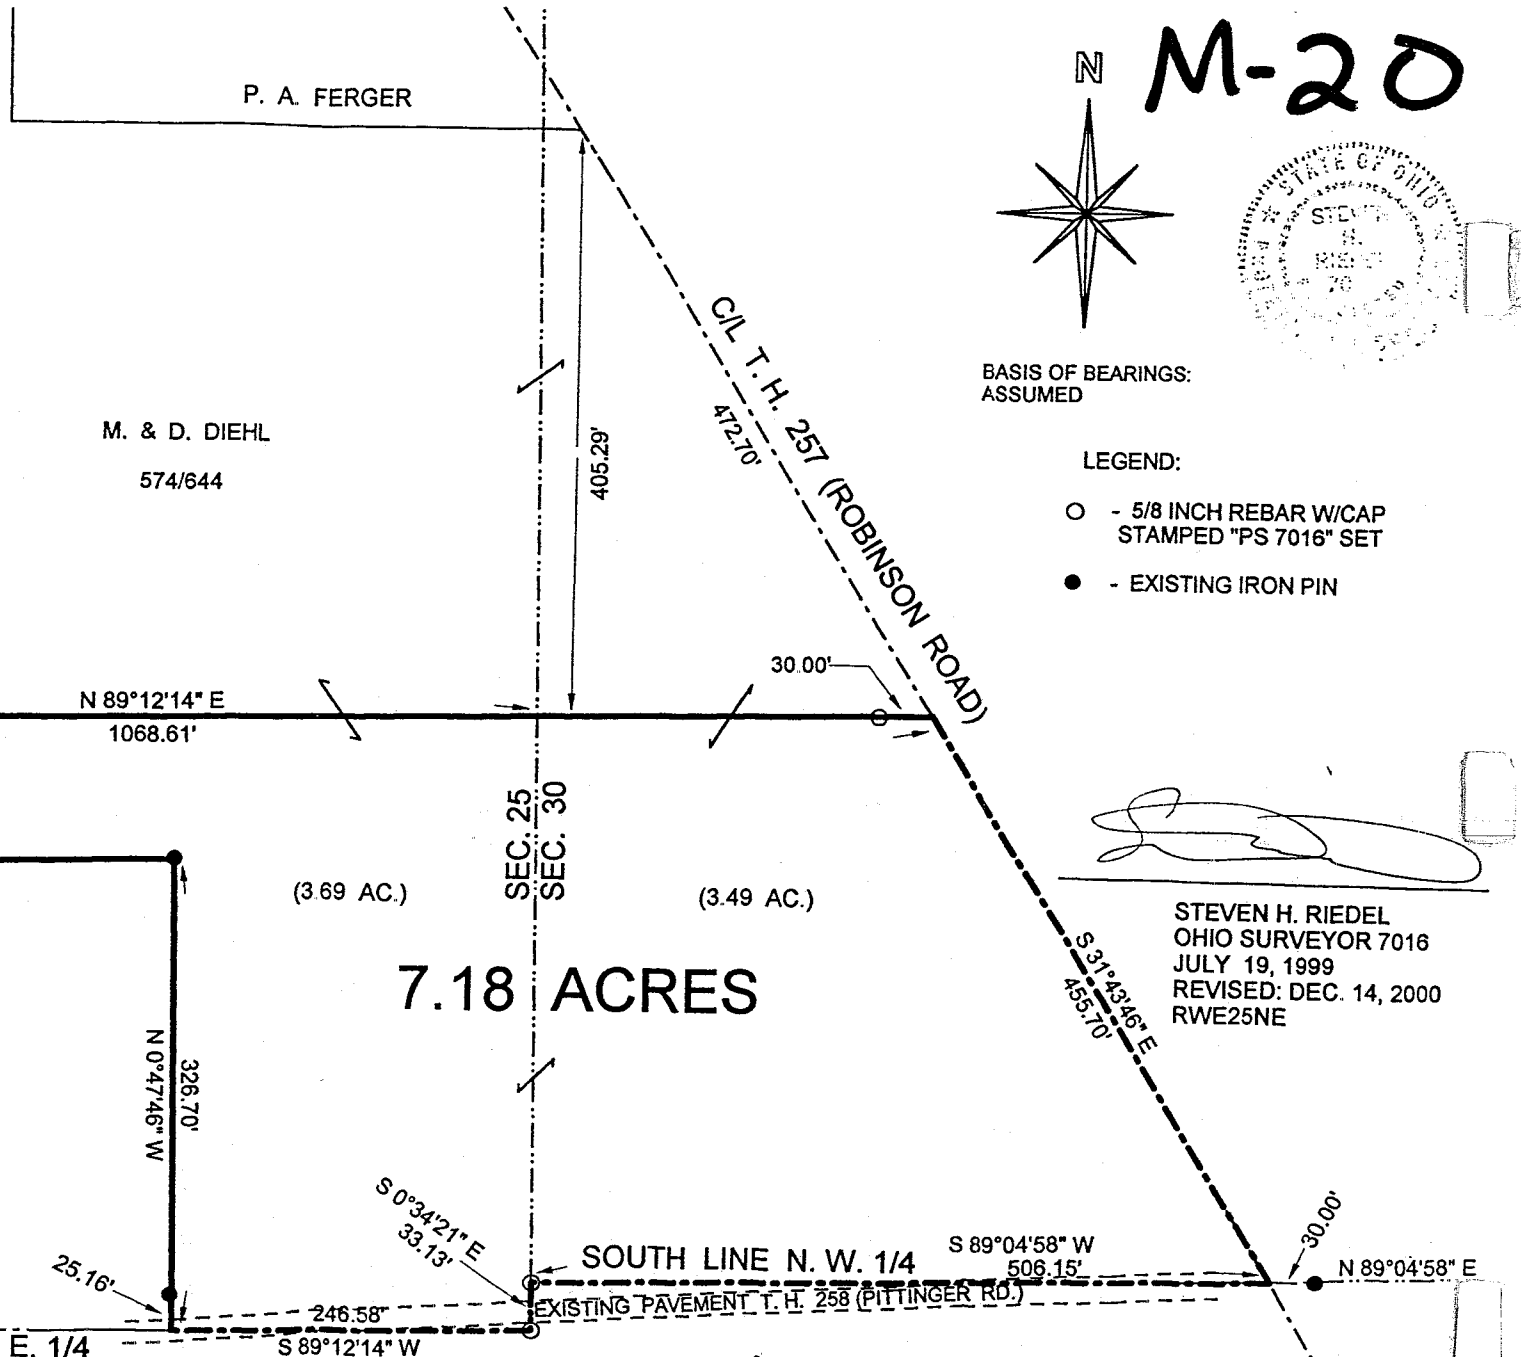 M-20
N
P. A. FERGER
STATE OF OHIO
BASIS OF BEARINGS:
ASSUMED
C/L T. H. 257 (ROBINSON ROAD)
472.70'
405.29'
M. & D. DIEHL
574/644
LEGEND:
- 5/8 INCH REBAR W/CAP
STAMPED "PS 7016" SET
- EXISTING IRON PIN
30.00'
N 89°12'14" E
1068.61'
SEC. 25
SEC. 30
(3.69 AC.)
(3.49 AC.)
7.18 ACRES
S 31°43'46" E
455.70'
STEVEN H. RIEDEL
OHIO SURVEYOR 7016
JULY 19, 1999
REVISED: DEC. 14, 2000
RWE25NE
N 0°47'46" W
326.70'
S 0°34'21" E
33.13'
25.16'
SOUTH LINE N. W. 1/4
S 89°04'58" W
506.15'
30.00'
N 89°04'58" E
EXISTING PAVEMENT T. H. 258 (PITTINGER RD.)
246.58'
S 89°12'14" W
E. 1/4